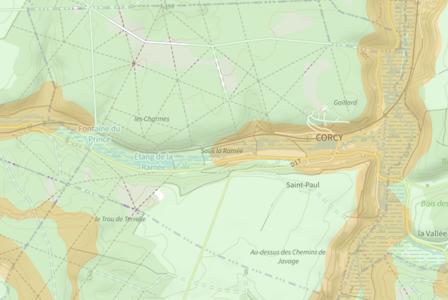 Gaillard
les Charmes
Fontaine du
Prince
CORCY
Étang de la
Ramée
Sous la Ramée
D17
Saint-Paul
le Trou de Terreile
Bois des
la Vallée
Au-dessus des Chemins de
Javage